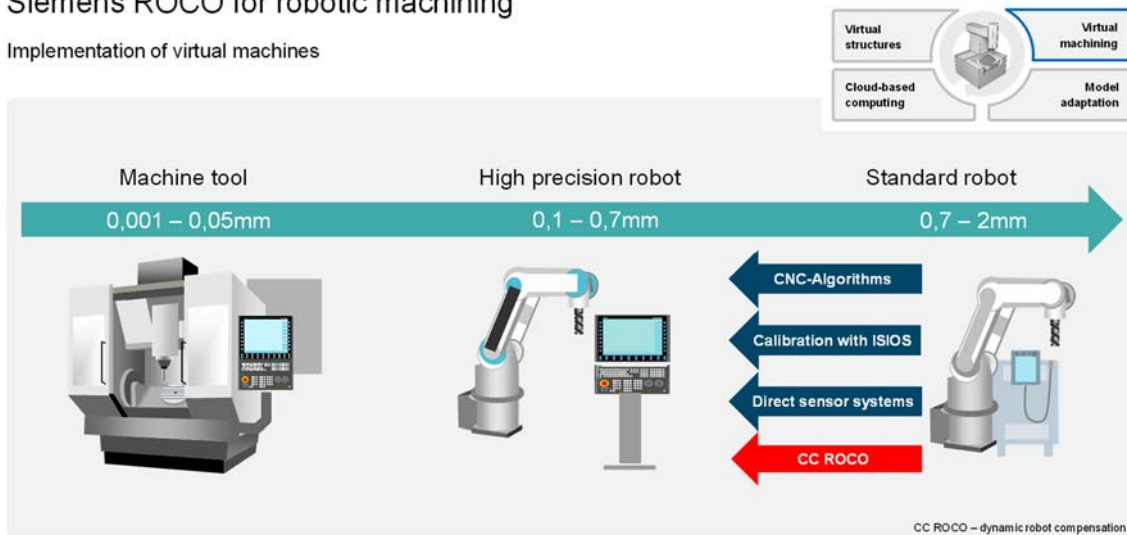 Siemens ROCO for robotic machining
Implementation of virtual machines
Virtual
structures
Virtual
machining
Cloud-based
computing
Model
adaptation
Machine tool
High precision robot
Standard robot
0,001 – 0,05mm
0,1 – 0,7mm
0,7 – 2mm
CNC-Algorithms
Calibration with ISIOS
Direct sensor systems
CC ROCO
CC ROCO – dynamic robot compensation